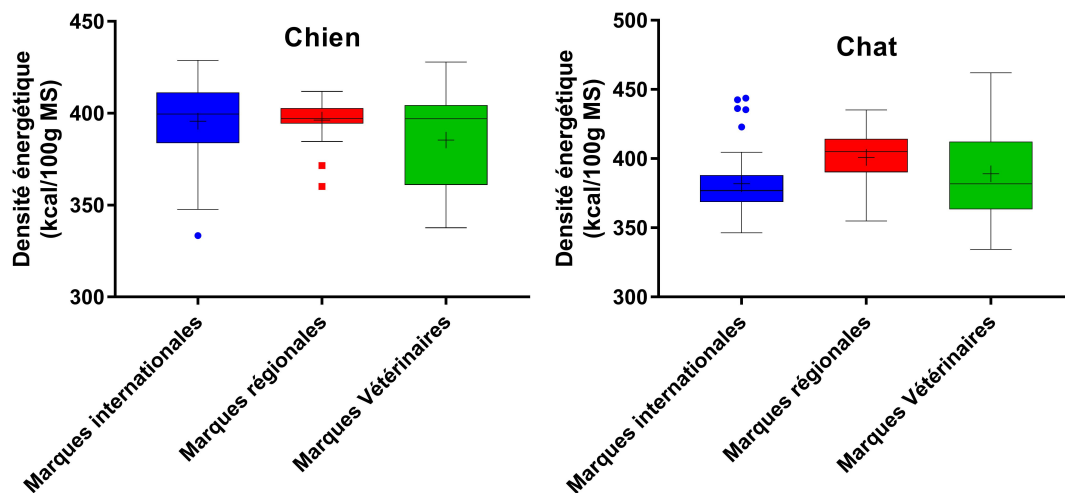 Chien
Densité énergétique
(kcal/100g MS)
450
400
350
300
Marques internationales
Marques régionales
Marques Vétérinaires
Chat
Densité énergétique
(kcal/100g MS)
500
450
400
350
300
Marques internationales
Marques régionales
Marques Vétérinaires